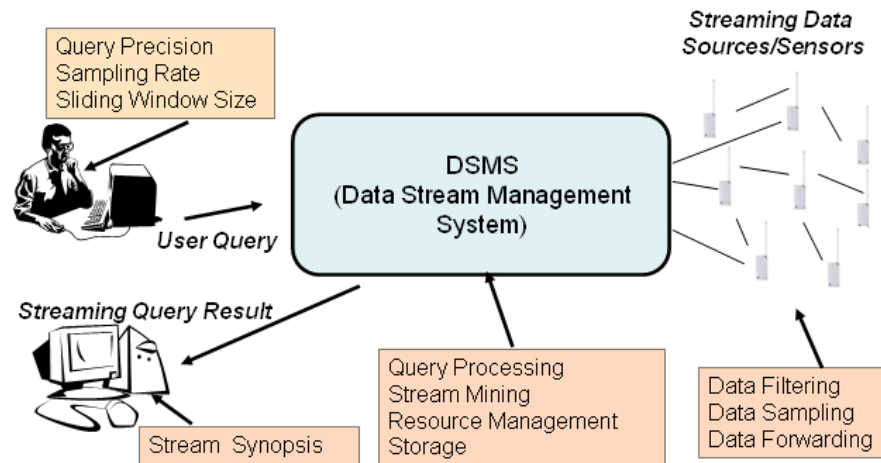 Streaming Data
Sources/Sensors
Query Precision
Sampling Rate
Sliding Window Size
DSMS
(Data Stream Management
System)
User Query
Streaming Query Result
Query Processing
Stream Mining
Resource Management
Storage
Data Filtering
Data Sampling
Data Forwarding
Stream Synopsis